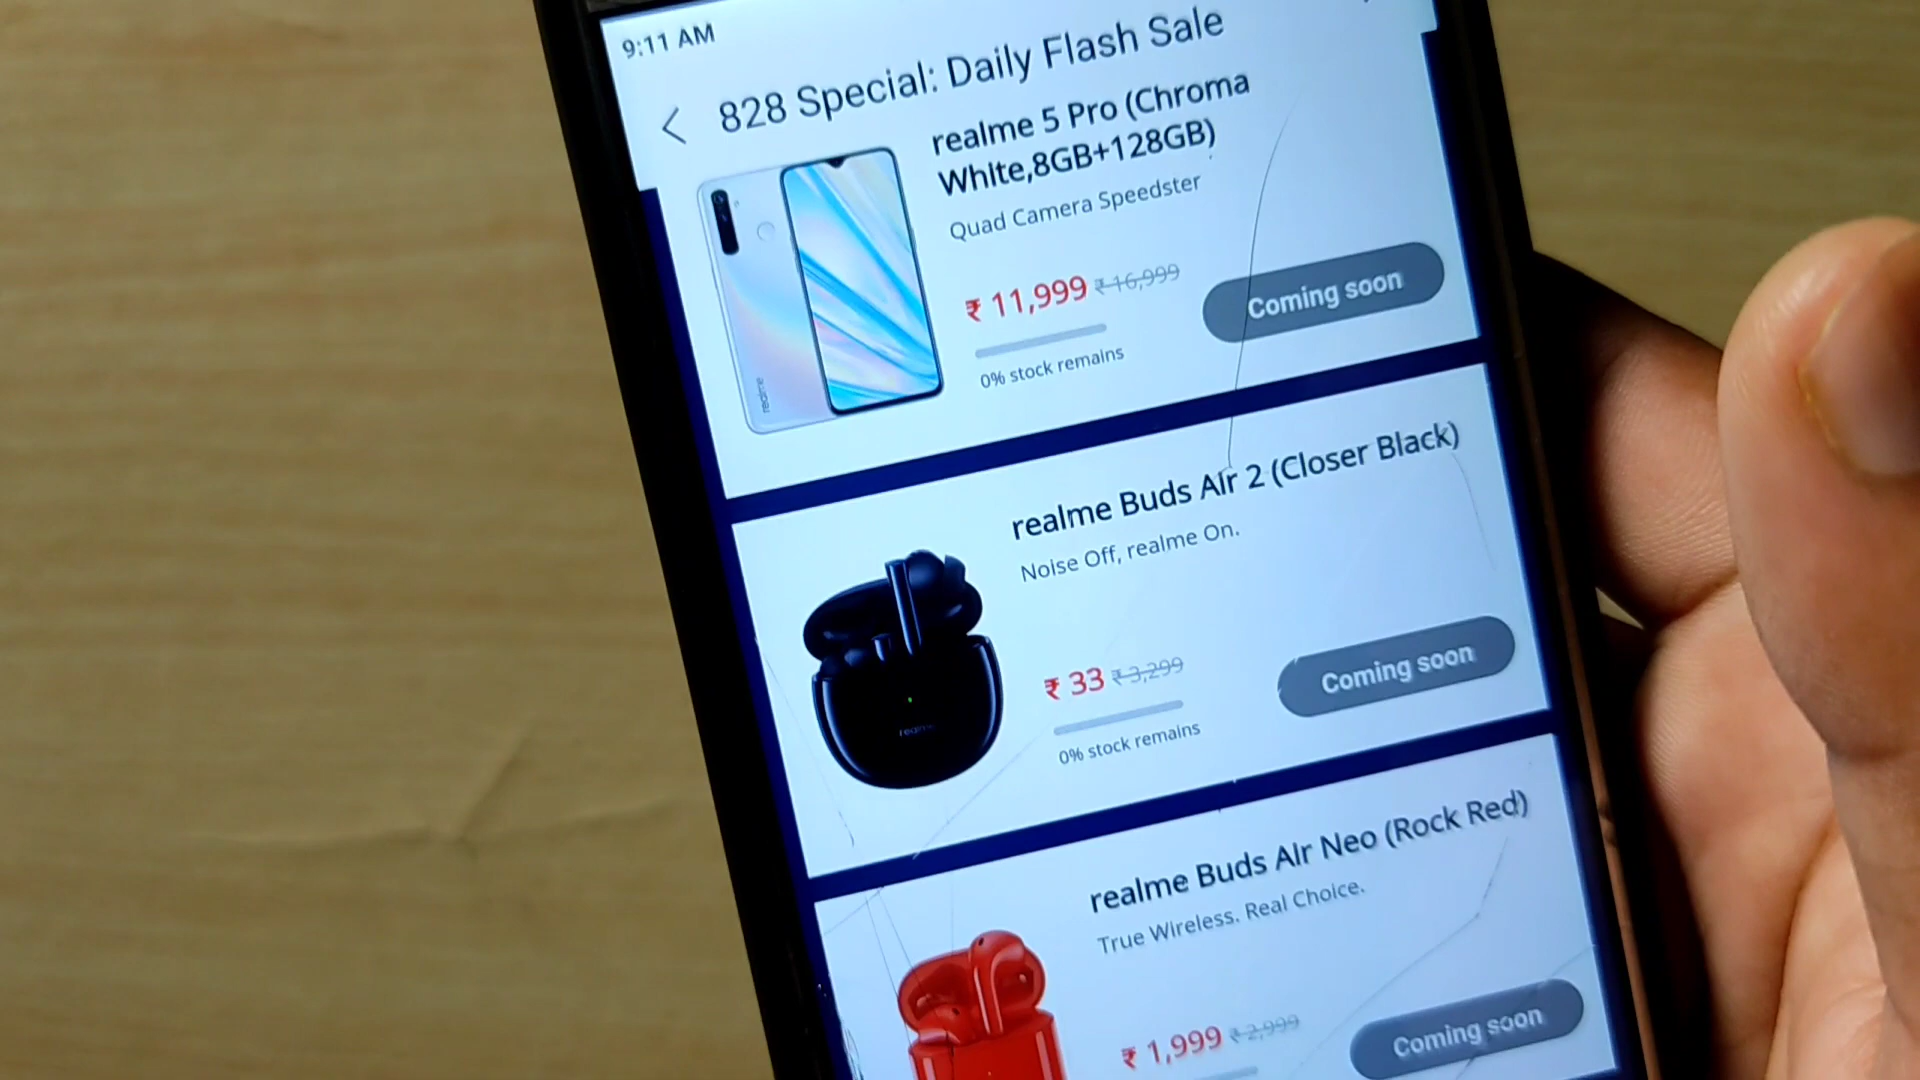 9:11 AM
828 Special: Daily Flash Sale
realme 5 Pro (Chroma
White,8GB+128GB)
Quad Camera Speedster
₹ 11,999 ₹ 16,999
Coming soon
0% stock remains
realme
realme Buds Air 2 (Closer Black)
Noise Off, realme On.
₹ 33 ₹ 3,299
Coming soon
0% stock remains
realme
realme Buds Air Neo (Rock Red)
True Wireless. Real Choice.
₹ 1,999 ₹ 2,999
Coming soon